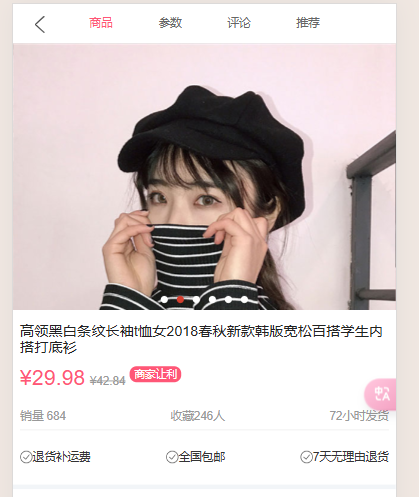 商品 参数 评论 推荐
高领黑白条纹长袖t恤女2018春秋新款韩版宽松百搭学生内
搭打底衫
¥29.98 ¥42.84 商家让利
销量 684 收藏246人 72小时发货
退货补运费 全国包邮 7天无理由退货